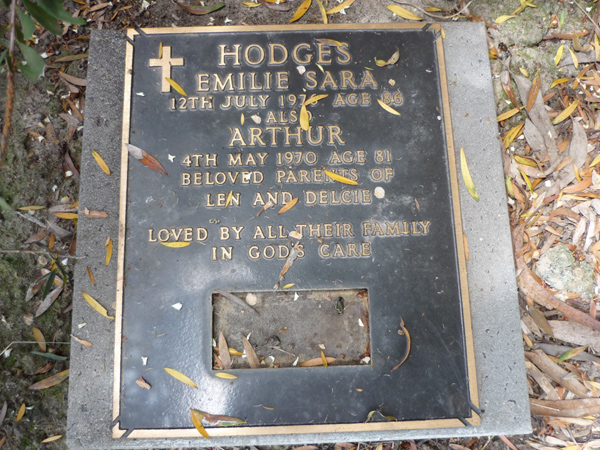 HODGES
EMILIE SARA
12TH JULY AGE
ALSO
ARTHUR
4TH MAY 1970 AGE 81
BELOVED PARENTS OF
LEN AND DELCIE
LOVED BY ALL THEIR FAMILY
IN GOD'S CARE